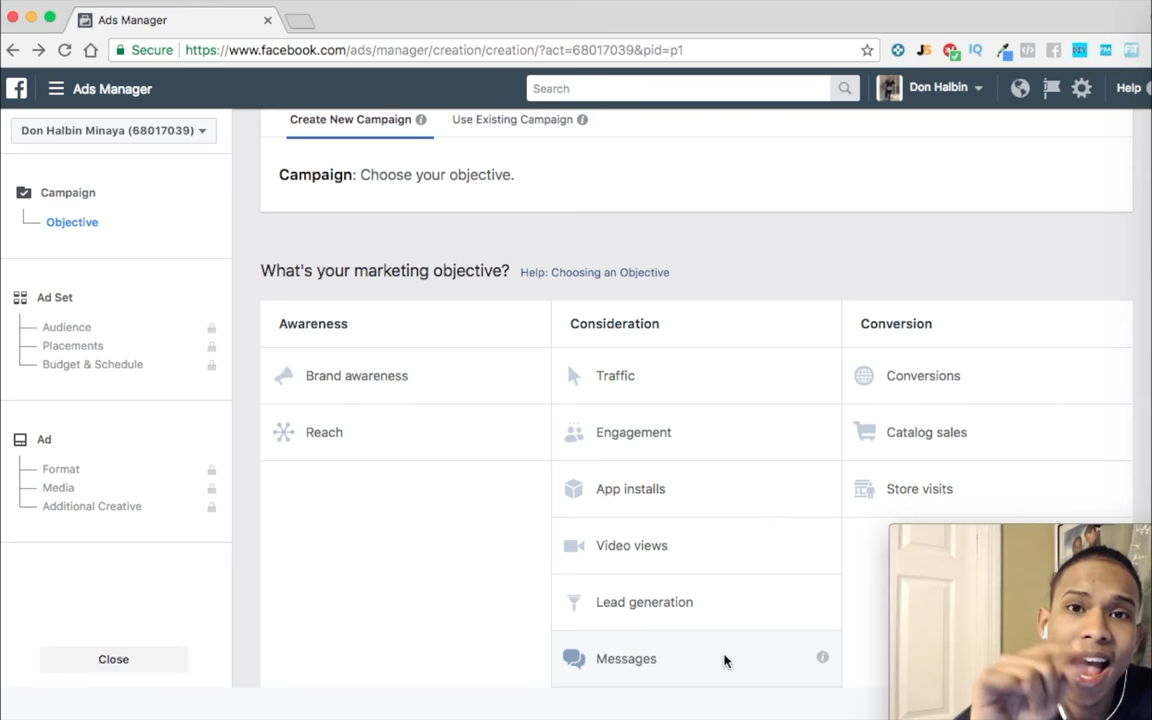 Ads Manager
Secure https://www.facebook.com/ads/manager/creation/creation/?act=68017039&pid=p1
JS IQ DIY
Ads Manager Search Don Halbin Help
Don Halbin Minaya (68017039)
Create New Campaign Use Existing Campaign
Campaign: Choose your objective.
Campaign
Objective
What's your marketing objective? Help: Choosing an Objective
Ad Set
Audience
Placements
Budget & Schedule
Ad
Format
Media
Additional Creative
Close
Awareness
Brand awareness
Reach
Consideration
Traffic
Engagement
App installs
Video views
Lead generation
Messages
Conversion
Conversions
Catalog sales
Store visits